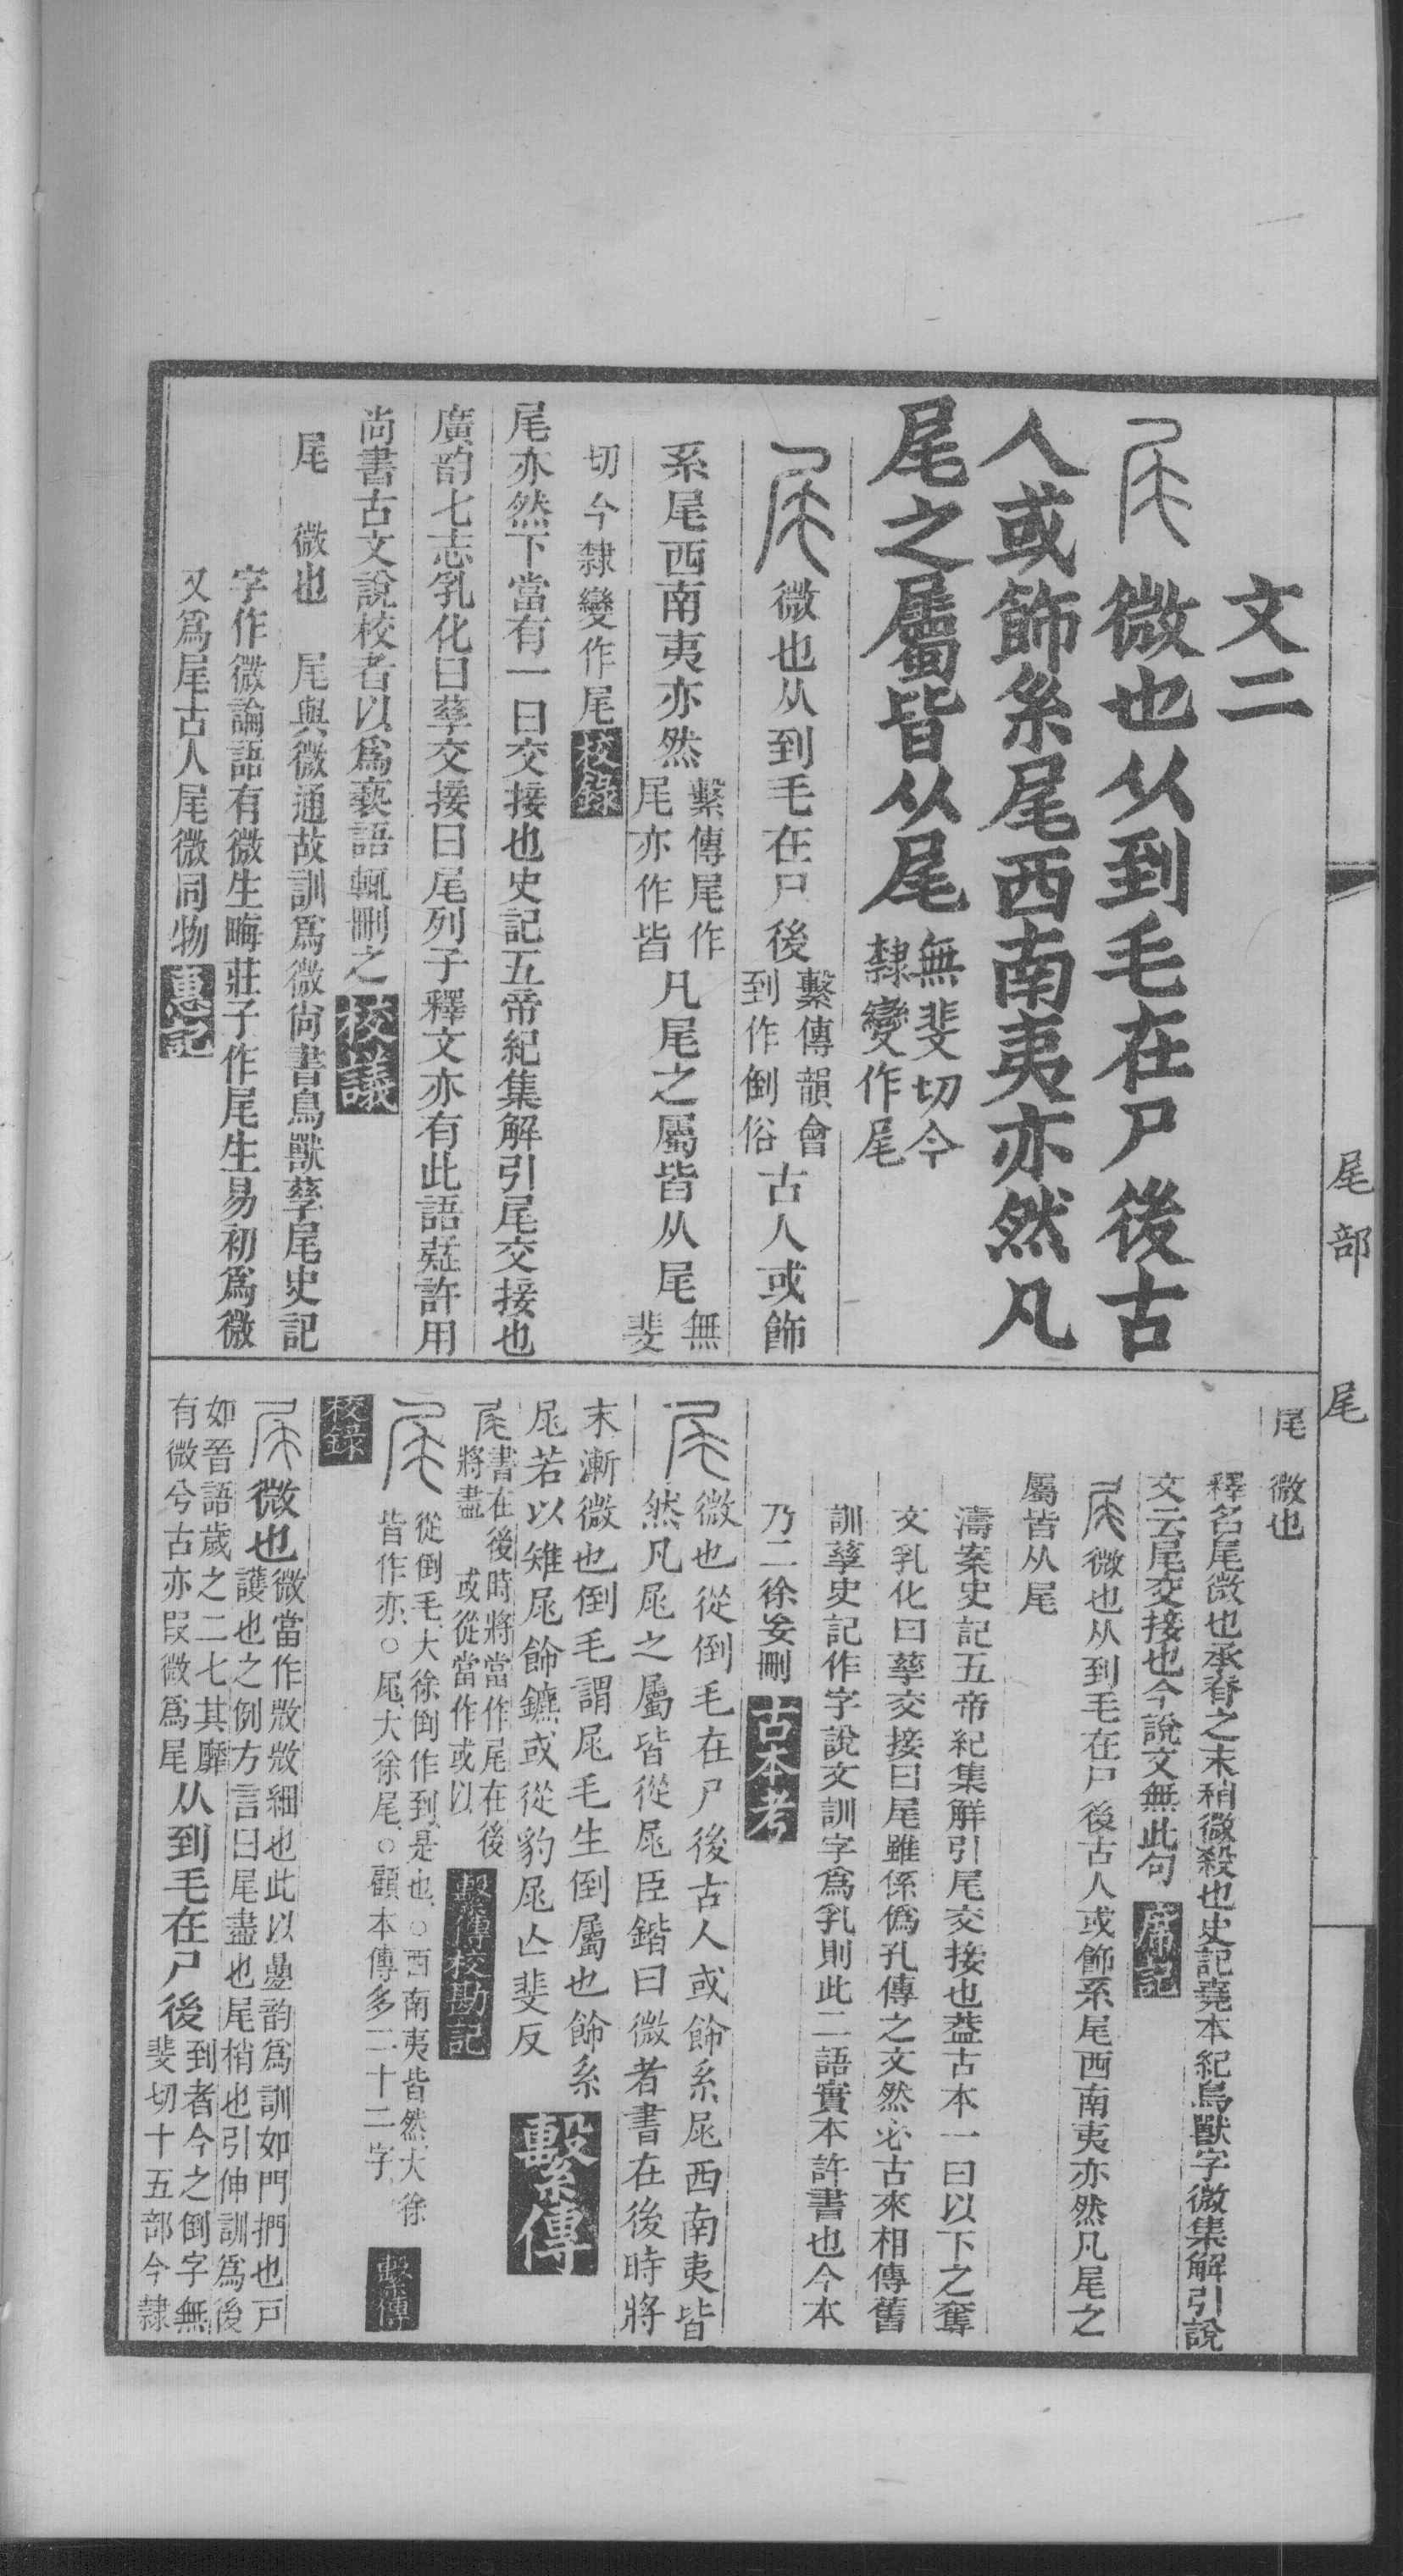 尾部
尾
文二
微也从到毛在尸後古
人或飾系尾西南夷亦然凡
尾之屬皆从尾
無斐切今
隸變作尾
微也从到毛在尸後
繫傳韻會
到作倒俗
古人或飾
系尾西南夷亦然
繫傳尾作
尾亦作皆
凡尾之屬皆从尾
無
斐
切今隸變作尾校錄
尾亦然下當有一曰交接也史記五帝紀集解引尾交接也
廣韵七志乳化曰孳交接曰尾列子釋文亦有此語葢許用
尚書古文說校者以爲褻語輒刪之校議
尾 微也 尾與微通故訓爲微尚書鳥獸孳尾史記
字作微論語有微生晦莊子作尾生易初爲微
又爲尾古人尾微同物惠記
尾 微也
釋名尾微也承脊之末稍微殺也史記堯本紀鳥獸字微集解引說
文云尾交接也今說文無此句席記
微也从到毛在尸後古人或飾系尾西南夷亦然凡尾之
屬皆从尾
濤案史記五帝紀集解引尾交接也葢古本一曰以下之奪
文乳化曰孳交接曰尾雖係僞孔傳之文然必古來相傳舊
訓孳史記作字說文訓字爲乳則此二語實本許書也今本
乃二徐妄刪古本考
微也從倒毛在尸後古人或飾系尾西南夷皆
然凡尾之屬皆從尾臣鍇曰微者書在後時將
末漸微也倒毛謂尾毛生倒屬也飾系
尾若以雉尾飾鑣或從豹尾亾斐反
繫傳
尾
書在後時將當作尾在後
將盡 或從當作或以
繫傳校勘記
從倒毛大徐倒作到是也○西南夷皆然大徐
皆作亦○尾大徐尾○顧本傳多二十二字
繫傳
校錄
微也
微當作𢼸𢼸細也此以疊韵爲訓如門捫也戸
護也之例方言曰尾盡也尾梢也引伸訓爲後
如晉語歲之二七其靡
有微兮古亦叚微爲尾
从到毛在尸後
到者今之倒字無
斐切十五部今隸